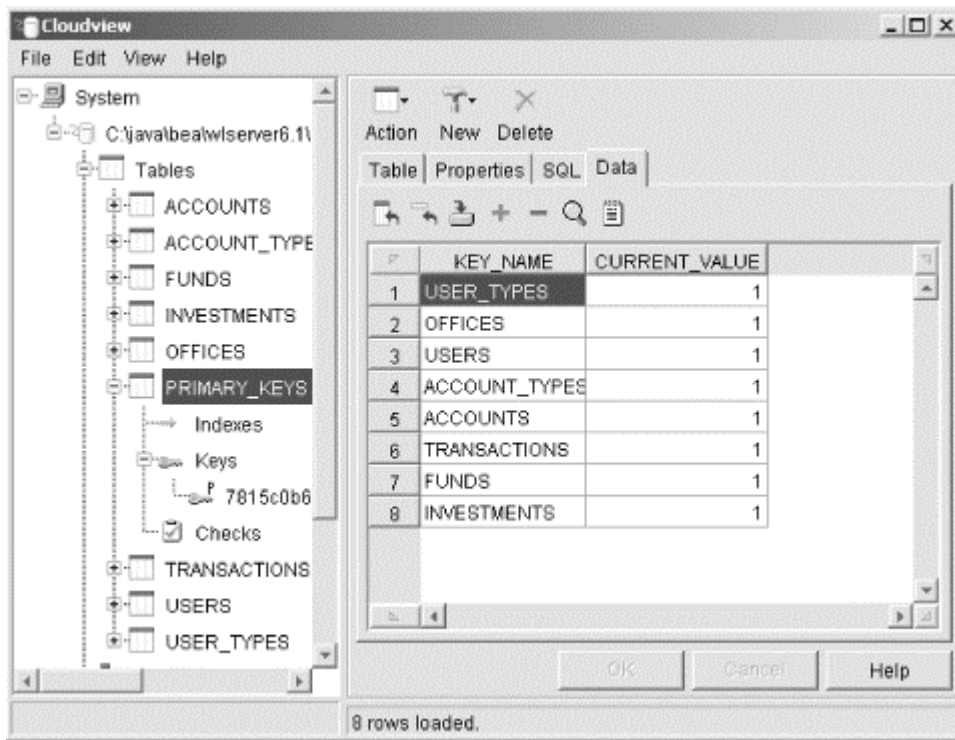 Cloudview
File Edit View Help
System
C:\java\bea\wlserver6.1\
Tables
ACCOUNTS
ACCOUNT_TYPE
FUNDS
INVESTMENTS
OFFICES
PRIMARY_KEYS
Indexes
Keys
7815c0b6
Checks
TRANSACTIONS
USERS
USER_TYPES
Action New Delete
Table Properties SQL Data
KEY_NAME CURRENT_VALUE
1 USER_TYPES 1
2 OFFICES 1
3 USERS 1
4 ACCOUNT_TYPES 1
5 ACCOUNTS 1
6 TRANSACTIONS 1
7 FUNDS 1
8 INVESTMENTS 1
OK Cancel Help
8 rows loaded.